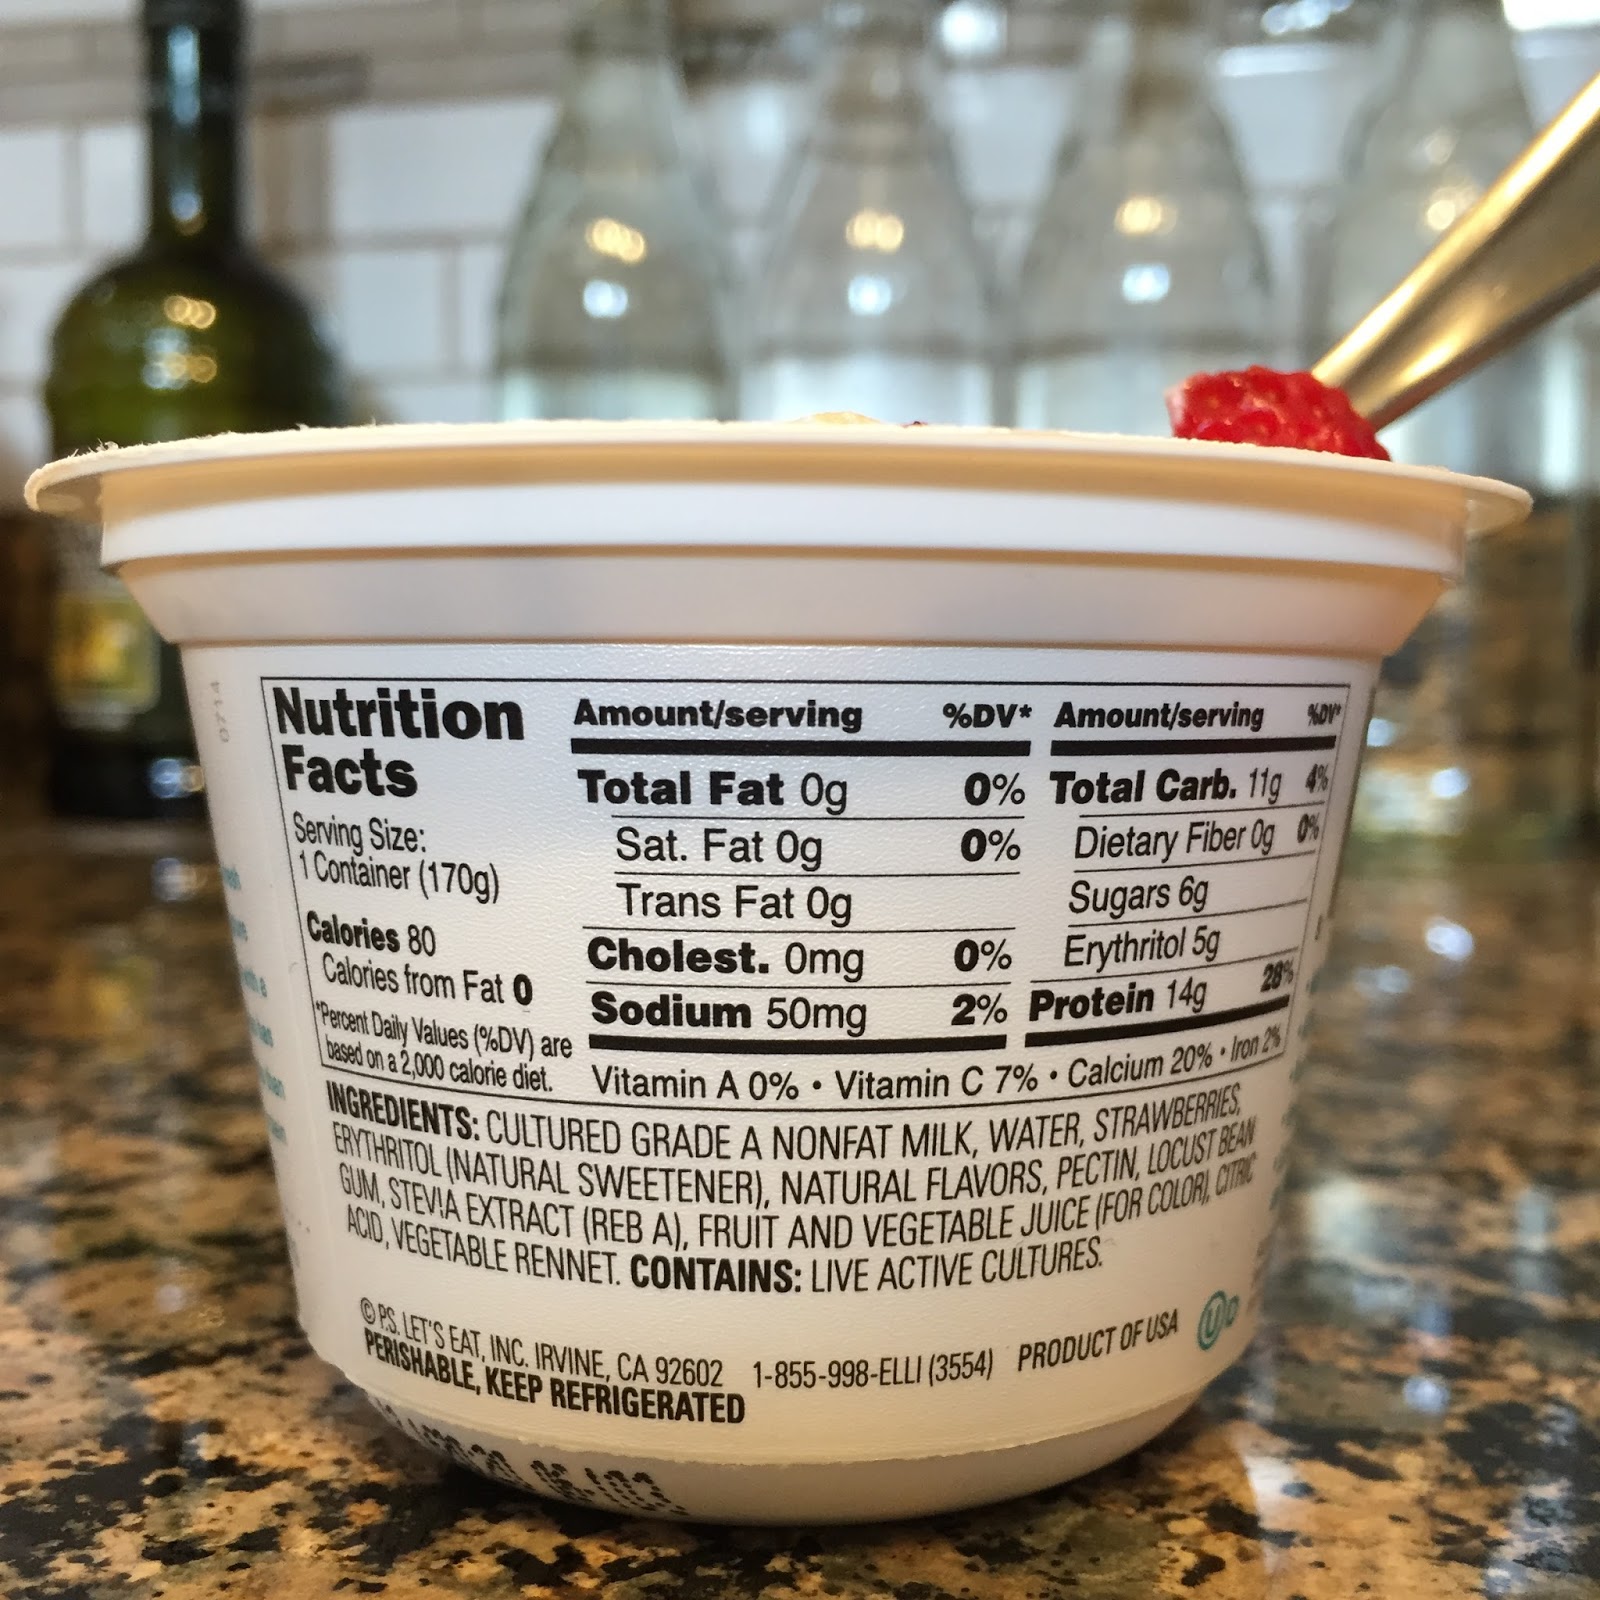 0714
Nutrition
Facts
Serving Size:
1 Container (170g)
Calories 80
Calories from Fat 0
*Percent Daily Values (%DV) are
based on a 2,000 calorie diet.
Amount/serving %DV*
Total Fat 0g 0%
Sat. Fat 0g 0%
Trans Fat 0g
Cholest. 0mg 0%
Sodium 50mg 2%
Amount/serving %DV*
Total Carb. 11g 4%
Dietary Fiber 0g 0%
Sugars 6g
Erythritol 5g
Protein 14g 28%
Vitamin A 0% • Vitamin C 7% • Calcium 20% • Iron 2%
INGREDIENTS: CULTURED GRADE A NONFAT MILK, WATER, STRAWBERRIES,
ERYTHRITOL (NATURAL SWEETENER), NATURAL FLAVORS, PECTIN, LOCUST BEAN
GUM, STEVIA EXTRACT (REB A), FRUIT AND VEGETABLE JUICE (FOR COLOR), CITRIC
ACID, VEGETABLE RENNET. CONTAINS: LIVE ACTIVE CULTURES.
© P.S. LET'S EAT, INC. IRVINE, CA 92602 1-855-998-ELLI (3554) PRODUCT OF USA U D
PERISHABLE, KEEP REFRIGERATED